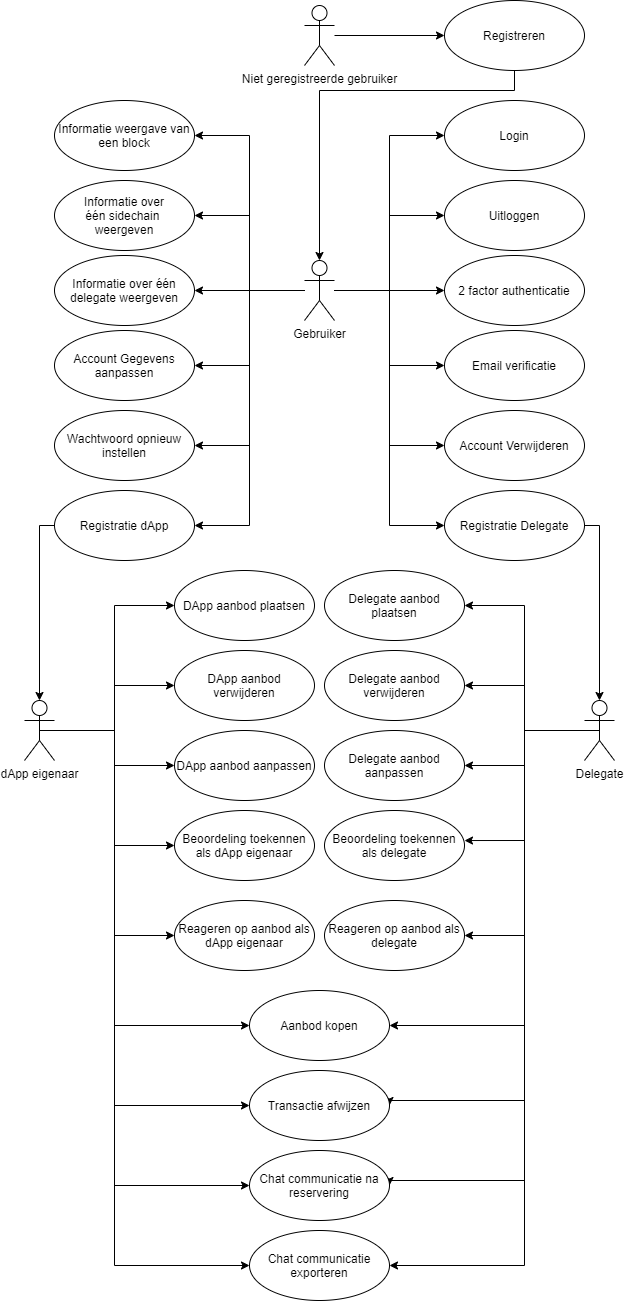 Registreren
Niet geregistreerde gebruiker
Informatie weergave van
een block
Login
Informatie over
één sidechain
weergeven
Uitloggen
Informatie over één
delegate weergeven
2 factor authenticatie
Gebruiker
Account Gegevens
aanpassen
Email verificatie
Wachtwoord opnieuw
instellen
Account Verwijderen
Registratie dApp
Registratie Delegate
DApp aanbod plaatsen
Delegate aanbod
plaatsen
DApp aanbod
verwijderen
Delegate aanbod
verwijderen
dApp eigenaar
DApp aanbod aanpassen
Delegate aanbod
aanpassen
Delegate
Beoordeling toekennen
als dApp eigenaar
Beoordeling toekennen
als delegate
Reageren op aanbod als
dApp eigenaar
Reageren op aanbod als
delegate
Aanbod kopen
Transactie afwijzen
Chat communicatie na
reservering
Chat communicatie
exporteren